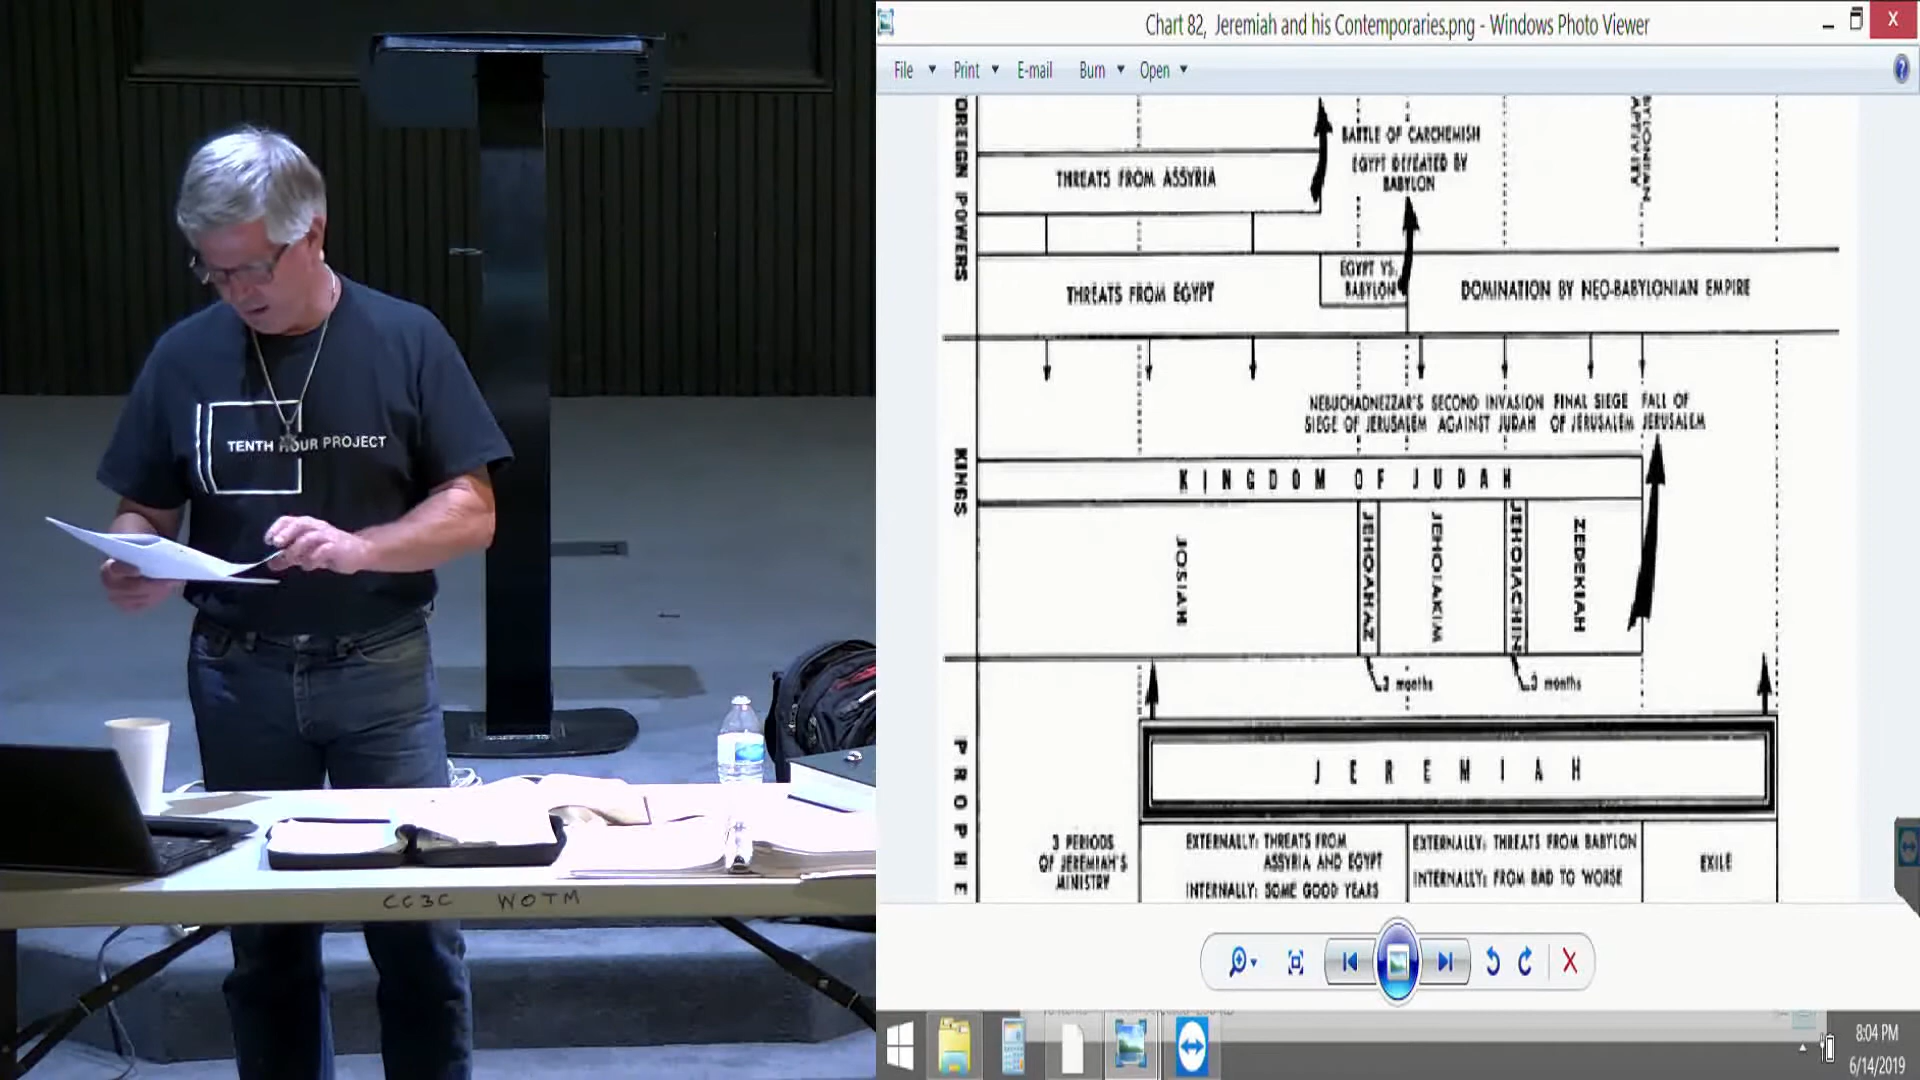 TENTH HOUR PROJECT
CC3C WOTM
Chart 82, Jeremiah and his Contemporaries.png - Windows Photo Viewer
File
Print
E-mail
Burn
Open
OREIGN POWERS
BATTLE OF CARCHEMISH
EGYPT DEFEATED BY
BABYLON
BYLONIAN
APTIVITY
THREATS FROM ASSYRIA
THREATS FROM EGYPT
EGYPT VS.
BABYLON
DOMINATION BY NEO-BABYLONIAN EMPIRE
NEBUCHADNEZZAR'S SECOND INVASION FINAL SIEGE FALL OF
SIEGE OF JERUSALEM AGAINST JUDAH OF JERUSALEM JERUSALEM
KINGS
KINGDOM OF JUDAH
JOSIAH
JEHOAHAZ
JEHOIAKIM
JEHOIACHIN
ZEDEKIAH
3 months
3 months
PROPHE
JEREMIAH
3 PERIODS
OF JEREMIAH'S
MINISTRY
EXTERNALLY: THREATS FROM
ASSYRIA AND EGYPT
INTERNALLY: SOME GOOD YEARS
EXTERNALLY: THREATS FROM BABYLON
INTERNALLY: FROM BAD TO WORSE
EXILE
8:04 PM
6/14/2019